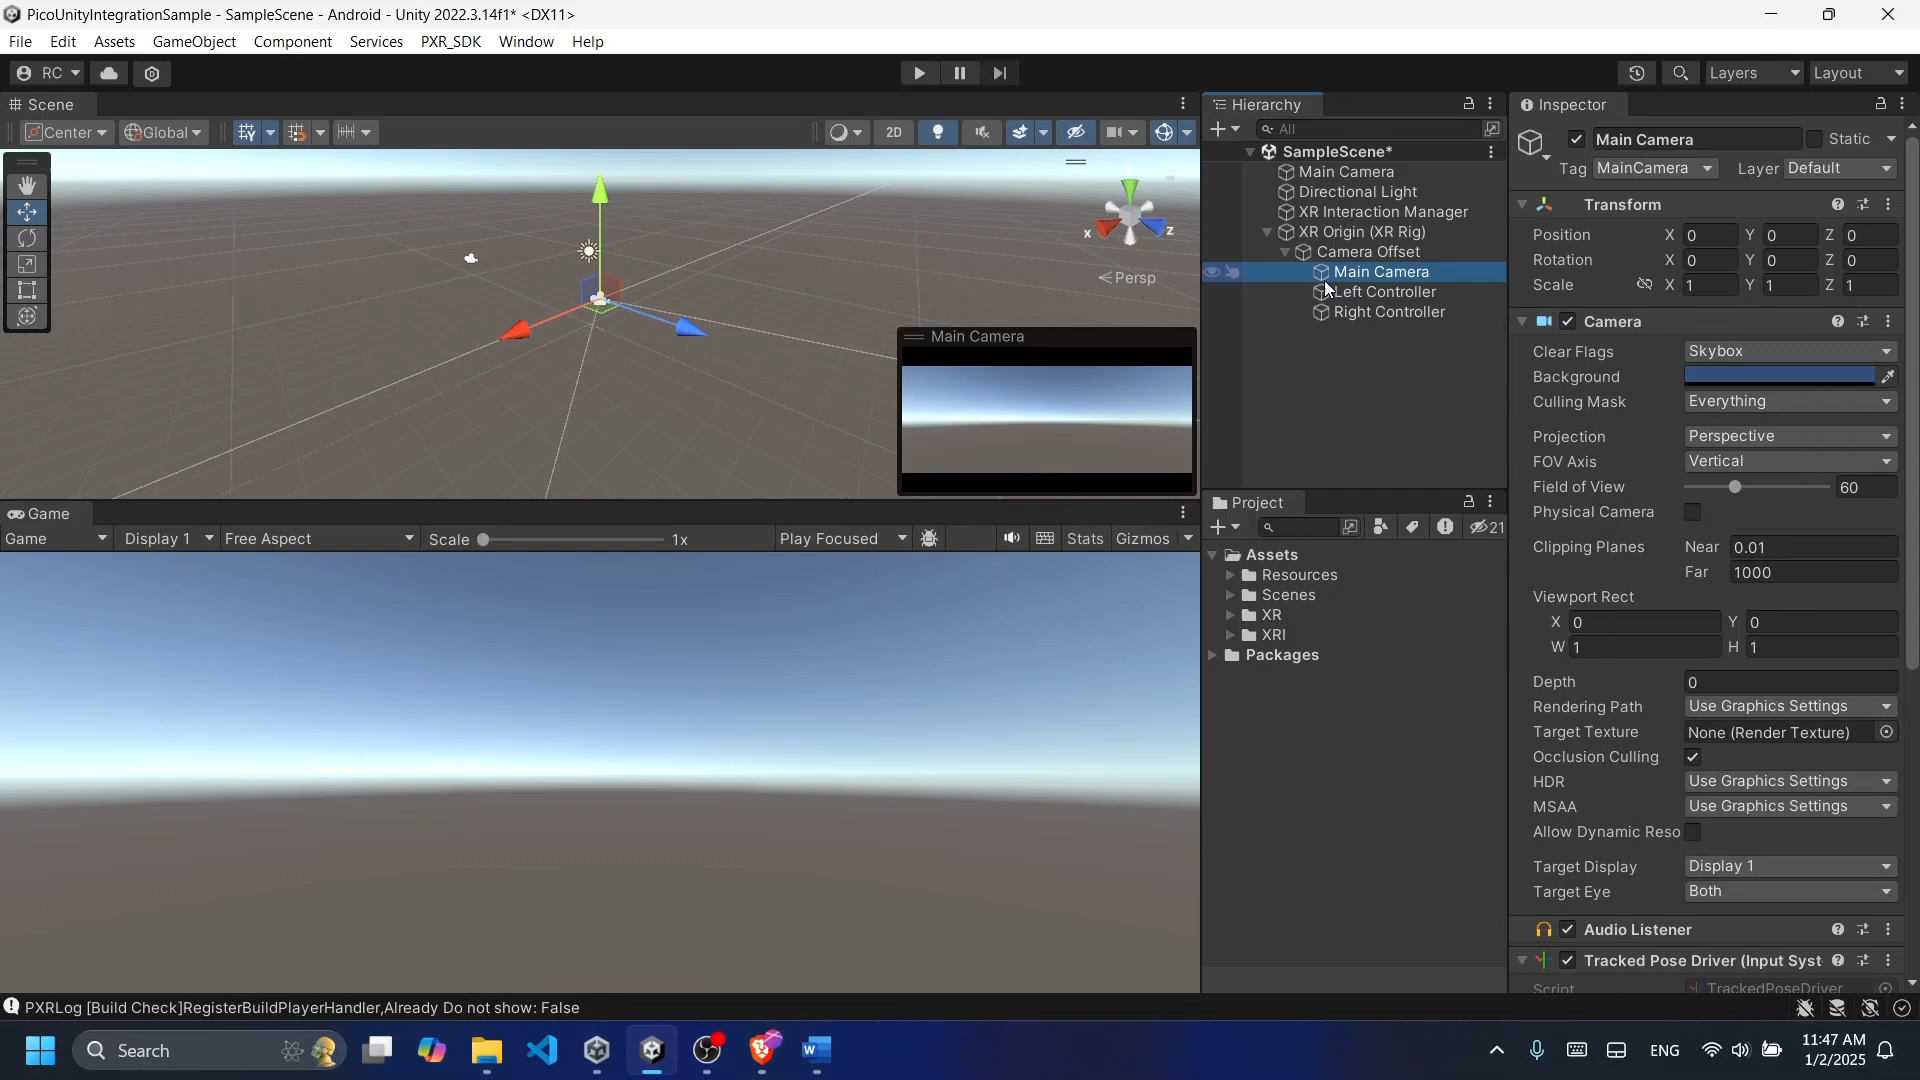 PicoUnityIntegrationSample - SampleScene - Android - Unity 2022.3.14f1* <DX11>
File Edit Assets GameObject Component Services PXR_SDK Window Help
RC
Layers
Layout
Scene
Center Global
2D
Persp
Main Camera
Game
Game Display 1 Free Aspect Scale 1x Play Focused Stats Gizmos
Hierarchy
All
SampleScene*
Main Camera
Directional Light
XR Interaction Manager
XR Origin (XR Rig)
Camera Offset
Main Camera
Left Controller
Right Controller
Project
21
Assets
Resources
Scenes
XR
XRI
Packages
Inspector
Main Camera Static
Tag MainCamera Layer Default
Transform
Position X 0 Y 0 Z 0
Rotation X 0 Y 0 Z 0
Scale X 1 Y 1 Z 1
Camera
Clear Flags Skybox
Background
Culling Mask Everything
Projection Perspective
FOV Axis Vertical
Field of View 60
Physical Camera
Clipping Planes Near 0.01
Far 1000
Viewport Rect
X 0 Y 0
W 1 H 1
Depth 0
Rendering Path Use Graphics Settings
Target Texture None (Render Texture)
Occlusion Culling
HDR Use Graphics Settings
MSAA Use Graphics Settings
Allow Dynamic Reso
Target Display Display 1
Target Eye Both
Audio Listener
Tracked Pose Driver (Input Syst
Script TrackedPoseDriver
PXRLog [Build Check]RegisterBuildPlayerHandler,Already Do not show: False
Search
ENG
11:47 AM
1/2/2025